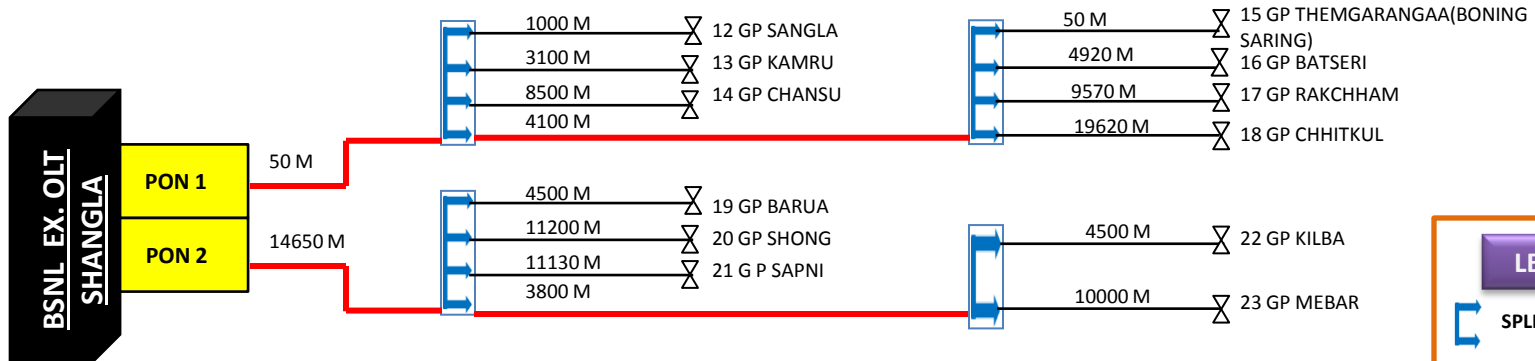 BSNL EX. OLT
SHANGLA
PON 1
PON 2
50 M
14650 M
1000 M
12 GP SANGLA
3100 M
13 GP KAMRU
8500 M
14 GP CHANSU
4100 M
50 M
15 GP THEMGARANGAA(BONING
SARING)
4920 M
16 GP BATSERI
9570 M
17 GP RAKCHHAM
19620 M
18 GP CHHITKUL
4500 M
19 GP BARUA
11200 M
20 GP SHONG
11130 M
21 G P SAPNI
3800 M
4500 M
22 GP KILBA
10000 M
23 GP MEBAR